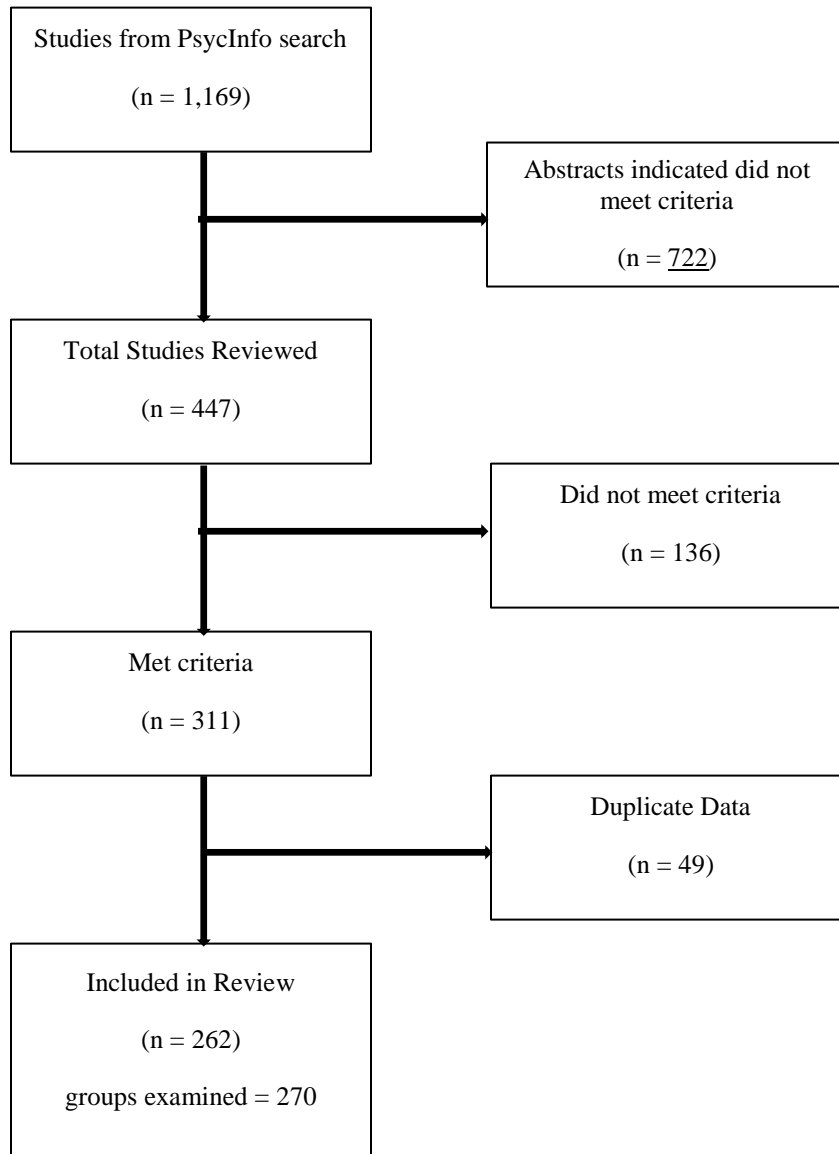 Studies from PsycInfo search
(n = 1,169)
Abstracts indicated did not
meet criteria
(n = 722)
Total Studies Reviewed
(n = 447)
Did not meet criteria
(n = 136)
Met criteria
(n = 311)
Duplicate Data
(n = 49)
Included in Review
(n = 262)
groups examined = 270